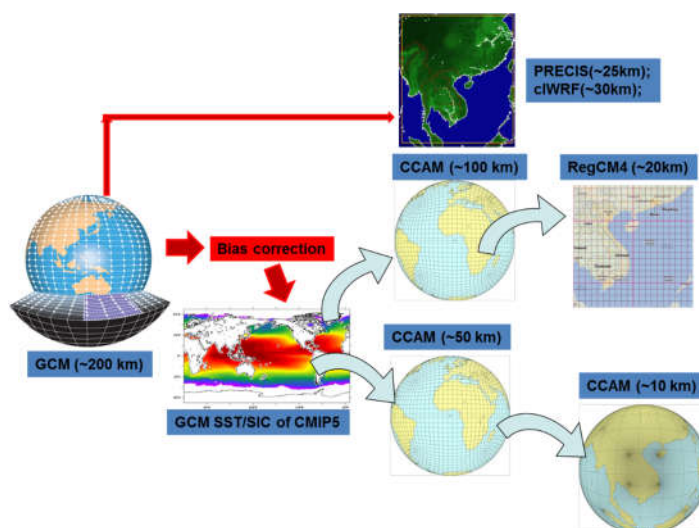 PRECIS(~25km);
clWRF(~30km);
CCAM (~100 km)
RegCM4 (~20km)
Bias correction
GCM (~200 km)
CCAM (~50 km)
GCM SST/SIC of CMIP5
CCAM (~10 km)